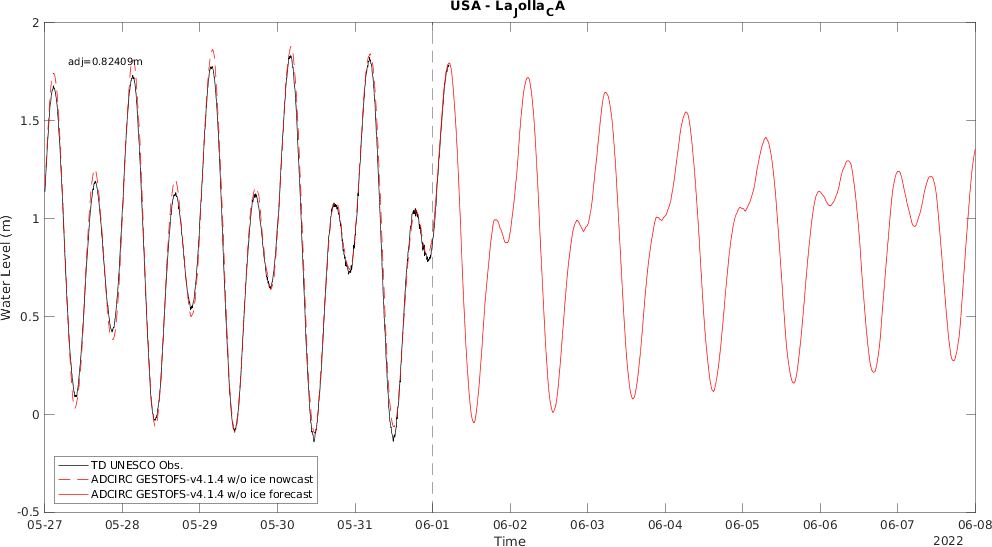 USA - LaJollaCA
adj=0.82409m
Water Level (m)
2
1.5
1
0.5
0
-0.5
TD UNESCO Obs.
ADCIRC GESTOFS-v4.1.4 w/o ice nowcast
ADCIRC GESTOFS-v4.1.4 w/o ice forecast
05-27 05-28 05-29 05-30 05-31 06-01 06-02 06-03 06-04 06-05 06-06 06-07 06-08
Time
2022